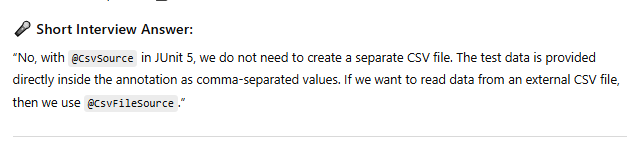 🎤 Short Interview Answer:
“No, with @CsvSource in JUnit 5, we do not need to create a separate CSV file. The test data is provided
directly inside the annotation as comma-separated values. If we want to read data from an external CSV file,
then we use @CsvFileSource.”